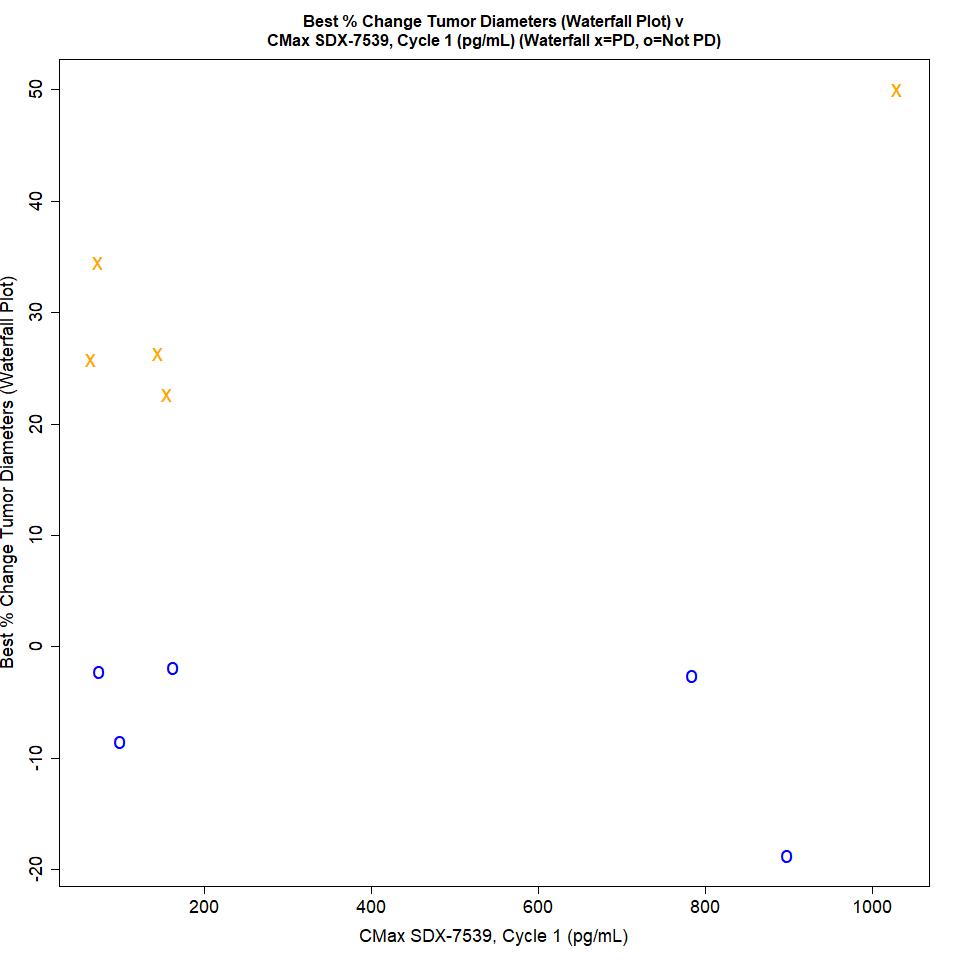 Best % Change Tumor Diameters (Waterfall Plot) v
CMax SDX-7539, Cycle 1 (pg/mL) (Waterfall x=PD, o=Not PD)
Best % Change Tumor Diameters (Waterfall Plot)
50
40
30
20
10
0
-10
-20
X
X
X
X
X
O
O
O
O
O
200
400
600
800
1000
CMax SDX-7539, Cycle 1 (pg/mL)